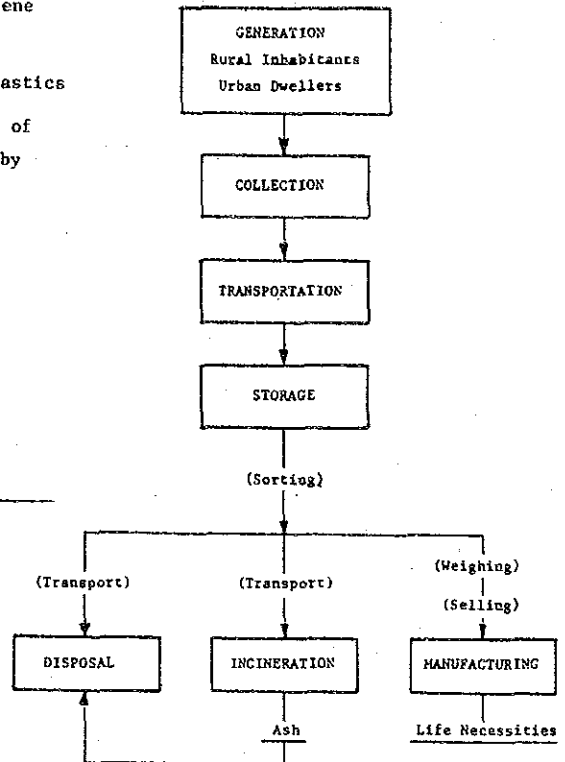 ene
astics
of
by
GENERATION
Rural Inhabitants
Urban Dwellers
COLLECTION
TRANSPORTATION
STORAGE
(Sorting)
(Transport)
(Transport)
(Weighing)
(Selling)
DISPOSAL
INCINERATION
MANUFACTURING
Ash
Life Necessities